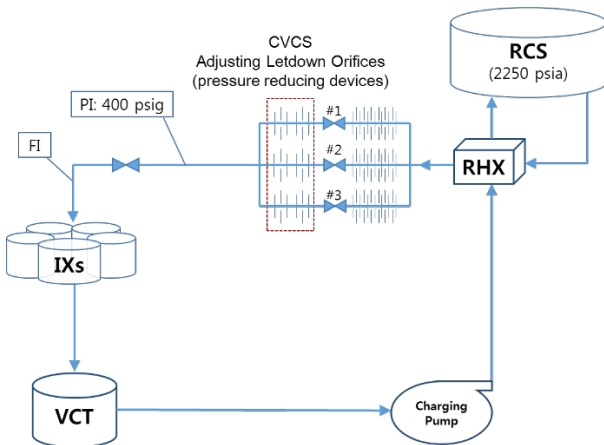 CVCS
Adjusting Letdown Orifices
(pressure reducing devices)
RCS
(2250 psia)
PI: 400 psig
#1
FI
#2
RHX
#3
IXs
VCT
Charging
Pump